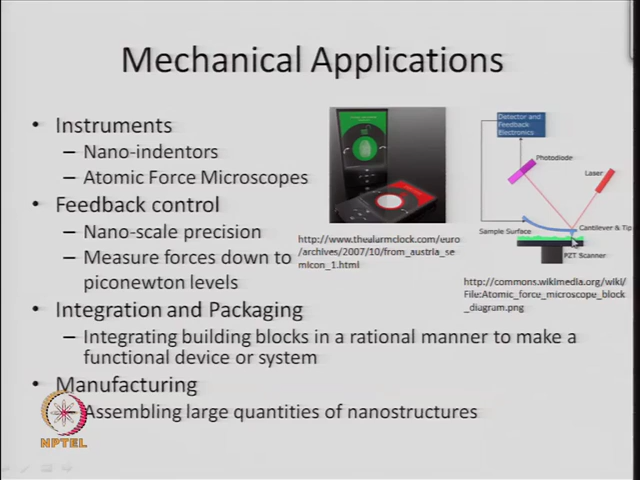 Mechanical Applications
• Instruments
– Nano-indentors
– Atomic Force Microscopes
• Feedback control
– Nano-scale precision
– Measure forces down to
piconewton levels
• Integration and Packaging
– Integrating building blocks in a rational manner to make a
functional device or system
• Manufacturing
Assembling large quantities of nanostructures
http://www.thealarmclock.com/euro
/archives/2007/10/from_austria_se
micon_1.html
Detector and
Feedback
Electronics
Photodiode
Laser
Cantilever & Tip
Sample Surface
PZT Scanner
http://commons.wikimedia.org/wiki/
File:Atomic_force_microscope_block
_diagram.png
NPTEL